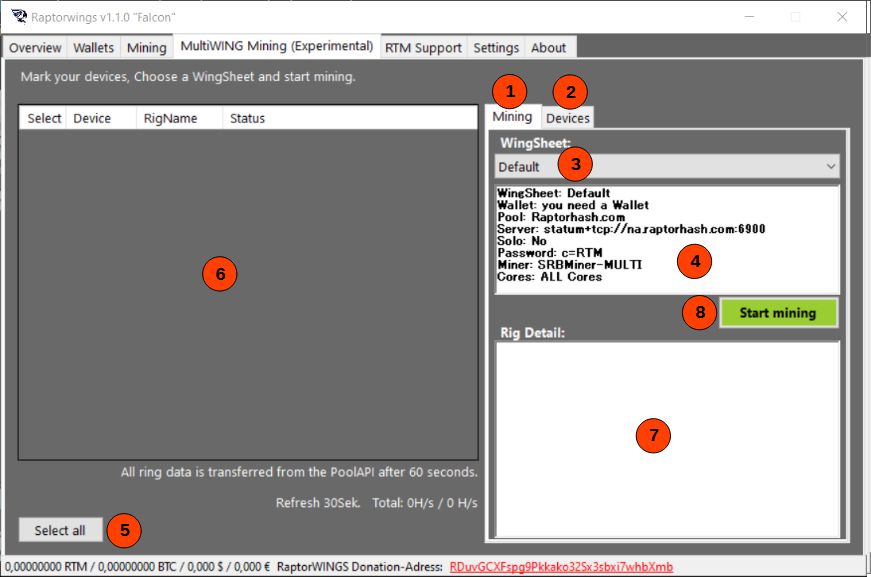 Raptorwings v1.1.0 "Falcon"
Overview Wallets Mining MultiWING Mining (Experimental) RTM Support Settings About
Mark your devices, Choose a WingSheet and start mining.
1 2
Select Device RigName Status
Mining Devices
WingSheet:
Default 3
WingSheet: Default
Wallet: you need a Wallet
Pool: Raptorhash.com
Server: statum+tcp://na.raptorhash.com:6900
Solo: No
Password: c=RTM
Miner: SRBMiner-MULTI
Cores: ALL Cores
4
6
8 Start mining
Rig Detail:
7
All ring data is transferred from the PoolAPI after 60 seconds.
Refresh 30Sek. Total: 0H/s / 0 H/s
Select all 5
0,00000000 RTM / 0,00000000 BTC / 0,000 $ / 0,000 € RaptorWINGS Donation-Adress: RDuvGCXFspg9Pkkako32Sx3sbxi7whbXmb